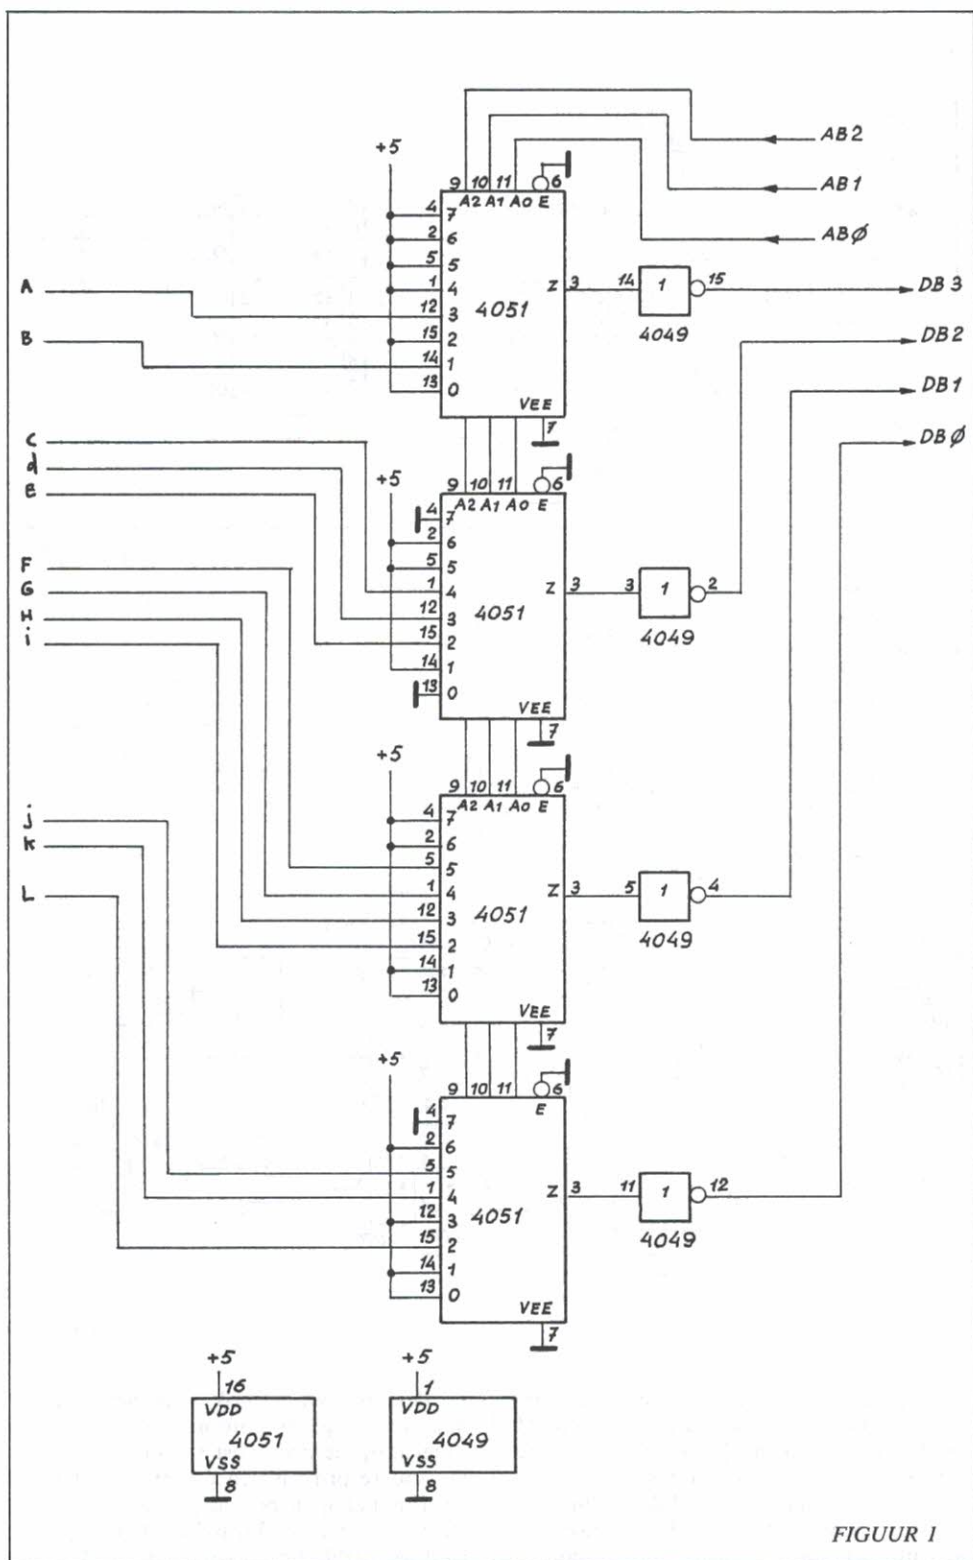 AB2
+5
9 10 11 6
AB1
A2 A1 A0 E
4 7
2 6
ABØ
5 5
A
1 4
4051
Z 3
14 1 15
DB3
12 3
4049
B
15 2
DB2
14 1
13 0
DB1
VEE
7
C
DBØ
d
+5
9 10 11 6
E
A2 A1 A0 E
4 7
2 6
F
5 5
G
1 4
4051
Z 3
3 1 2
H
12 3
4049
i
15 2
14 1
13 0
VEE
7
+5
9 10 11 6
A2 A1 A0 E
j
4 7
k
2 6
5 5
L
1 4
4051
Z 3
5 1 4
12 3
4049
15 2
14 1
13 0
VEE
7
+5
9 10 11 6
E
4 7
2 6
5 5
1 4
4051
Z 3
11 1 12
12 3
4049
15 2
14 1
13 0
VEE
7
+5
16
VDD
4051
VSS
8
+5
1
VDD
4049
VSS
8
FIGUUR 1